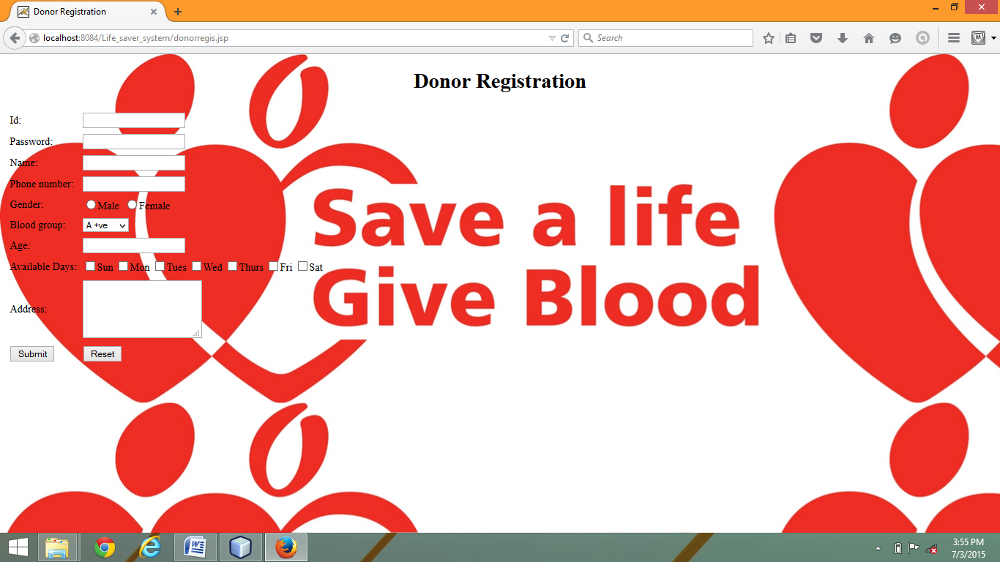 Donor Registration
localhost:8084/Life_saver_system/donorregis.jsp
Search
Donor Registration
Id:
Password:
Name:
Phone number:
Gender: Male Female
Blood group: A +ve
Age:
Available Days: Sun Mon Tues Wed Thurs Fri Sat
Address:
Submit Reset
Save a life
Give Blood
3:55 PM
7/3/2015